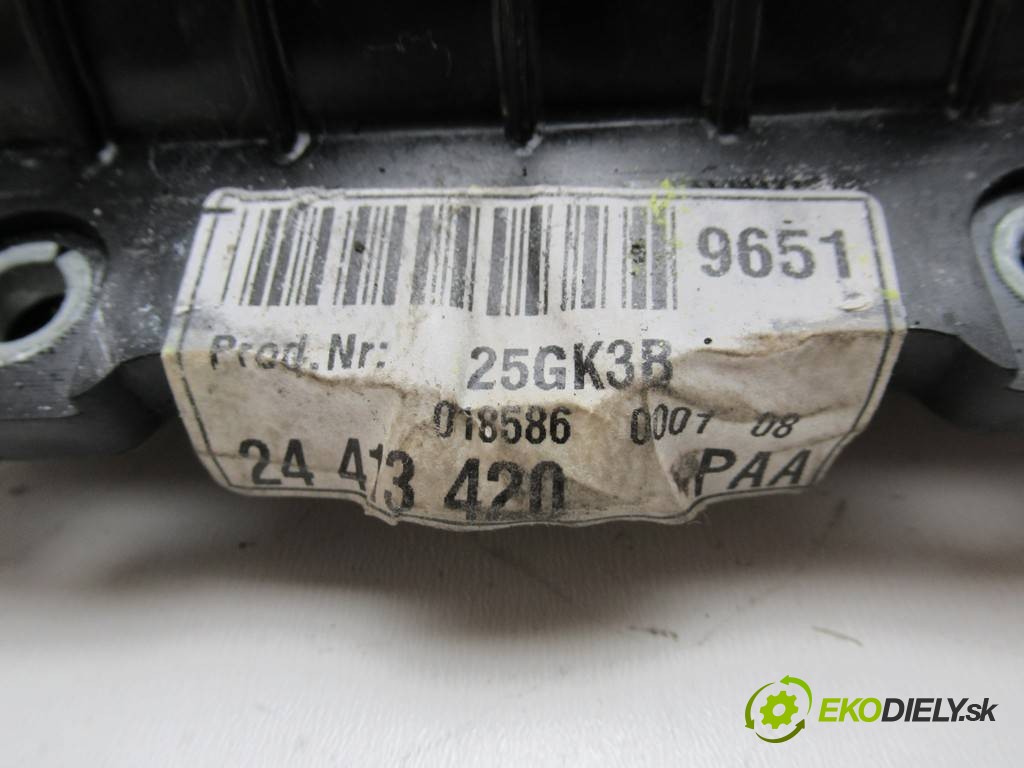 9651
Prod.Nr: 25GK3B
018586 0007 08
24 413 420 PAA
EKODIELY.sk